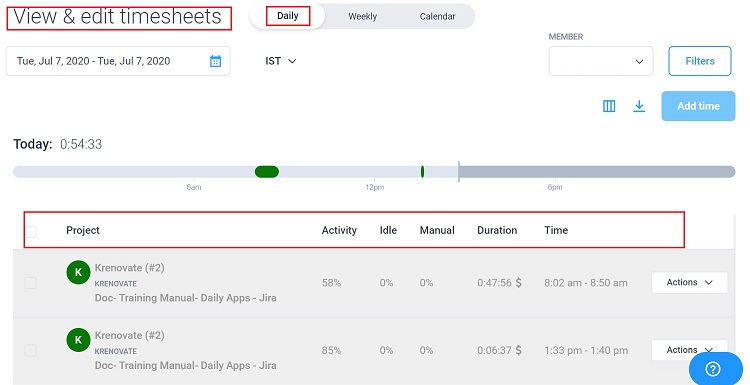 View & edit timesheets
Daily Weekly Calendar
MEMBER
Tue, Jul 7, 2020 - Tue, Jul 7, 2020 IST Filters
Add time
Today: 0:54:33
6am 12pm 6pm
Project Activity Idle Manual Duration Time
K Krenovate (#2)
KRENOVATE 58% 0% 0% 0:47:56 $ 8:02 am - 8:50 am Actions
Doc- Training Manual- Daily Apps - Jira
K Krenovate (#2)
KRENOVATE 85% 0% 0% 0:06:37 $ 1:33 pm - 1:40 pm Actions
Doc- Training Manual- Daily Apps - Jira
?